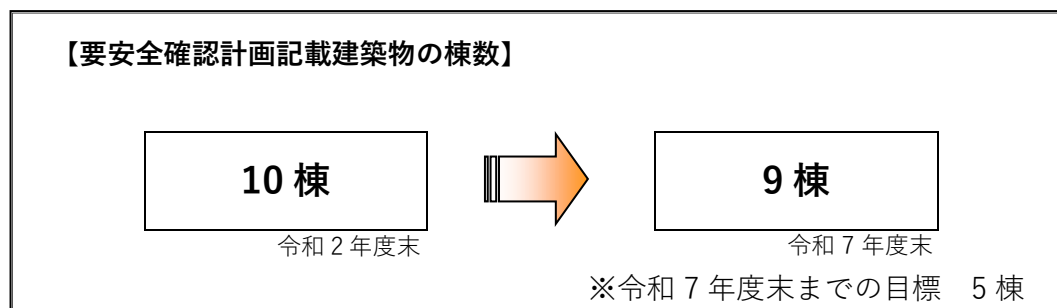 【要安全確認計画記載建築物の棟数】
10 棟
9 棟
令和 2 年度末
令和 7 年度末
※令和 7 年度末までの目標　5 棟